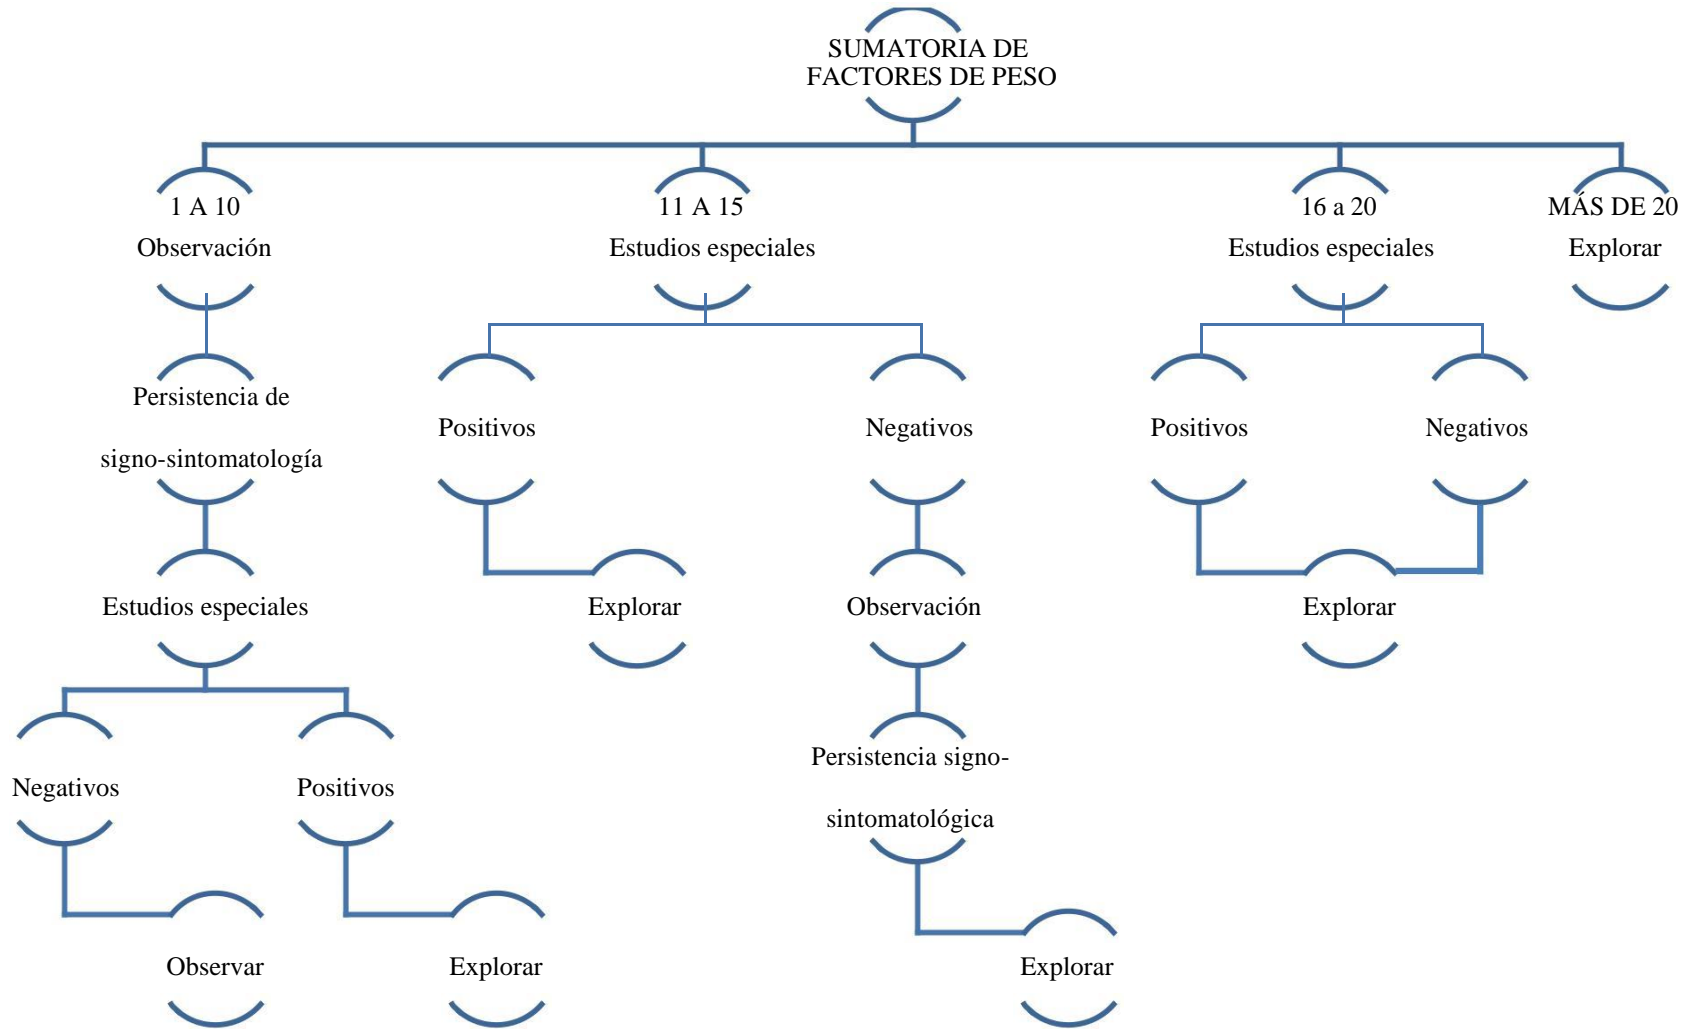 SUMATORIA DE
FACTORES DE PESO
1 A 10
Observación
11 A 15
Estudios especiales
16 a 20
Estudios especiales
MÁS DE 20
Explorar
Persistencia de
signo-sintomatología
Positivos
Negativos
Positivos
Negativos
Estudios especiales
Explorar
Observación
Explorar
Negativos
Positivos
Persistencia signo-
sintomatológica
Observar
Explorar
Explorar